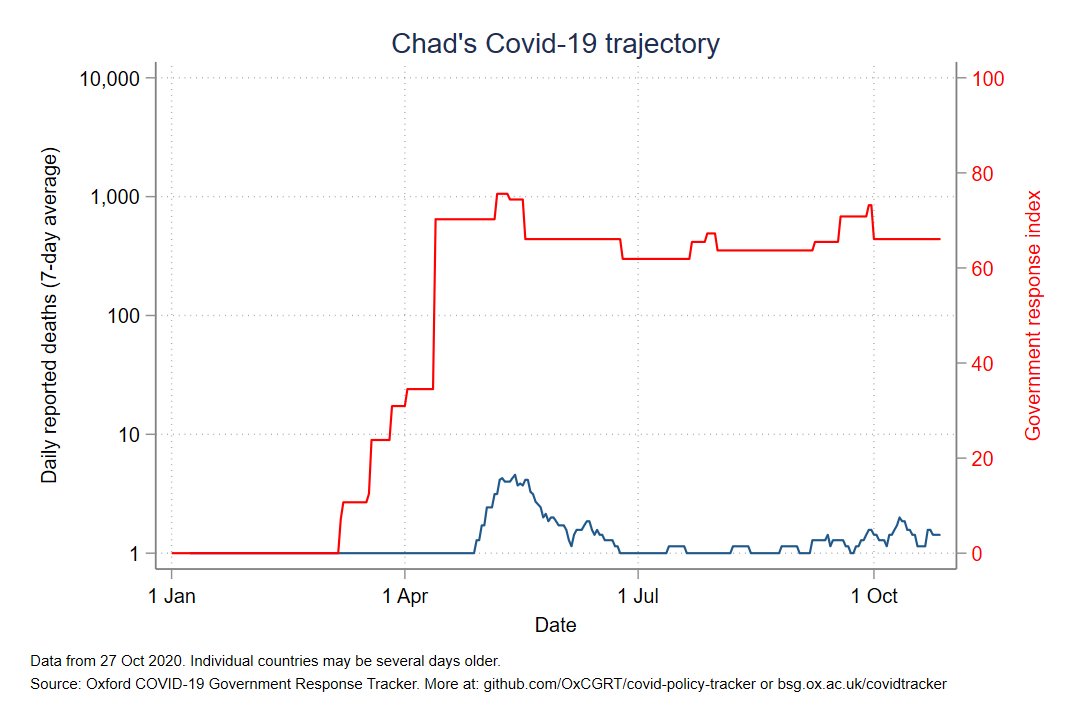 Chad's Covid-19 trajectory
10,000
1,000
100
10
1
Daily reported deaths (7-day average)
100
80
60
40
20
0
Government response index
1 Jan 1 Apr 1 Jul 1 Oct
Date
Data from 27 Oct 2020. Individual countries may be several days older.
Source: Oxford COVID-19 Government Response Tracker. More at: github.com/OxCGRT/covid-policy-tracker or bsg.ox.ac.uk/covidtracker